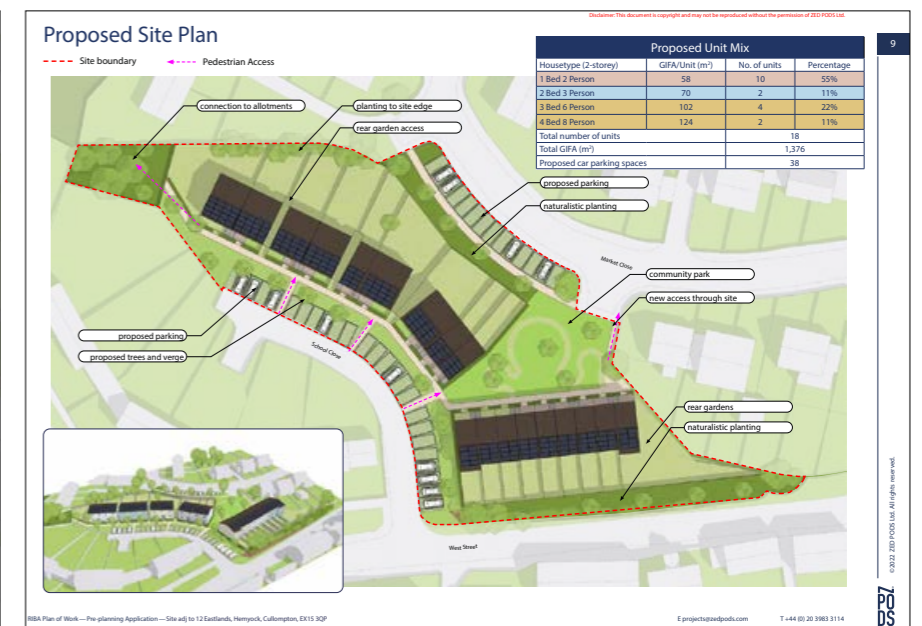 Disclaimer: This document is copyright and may not be reproduced without the permission of ZED PODS Ltd.
Proposed Site Plan
Site boundary
Pedestrian Access
9
Proposed Unit Mix
Housetype (2-storey) GIFA/Unit (m²) No. of units Percentage
1 Bed 2 Person 58 10 55%
2 Bed 3 Person 70 2 11%
3 Bed 6 Person 102 4 22%
4 Bed 8 Person 124 2 11%
Total number of units 18
Total GIFA (m²) 1,376
Proposed car parking spaces 38
connection to allotments
planting to site edge
rear garden access
proposed parking
naturalistic planting
Market Close
community park
new access through site
proposed parking
proposed trees and verge
School Close
rear gardens
naturalistic planting
West Street
©2022 ZED PODS Ltd. All rights reserved.
RIBA Plan of Work — Pre-planning Application — Site adj to 12 Eastlands, Hemyock, Cullompton, EX15 3QP
E projects@zedpods.com
T +44 (0) 20 3983 3114
ZED
PODS